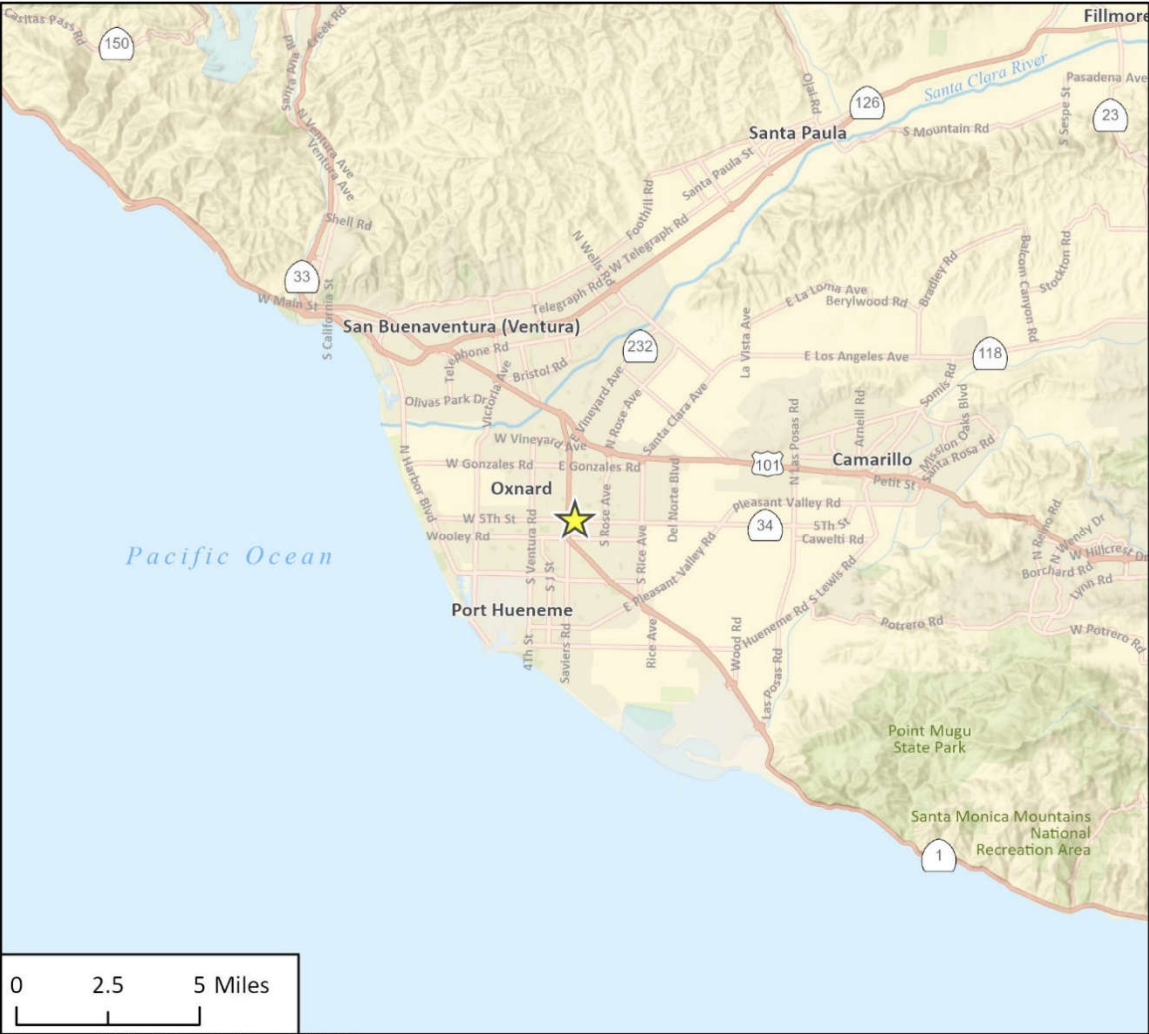 Casitas Pass Rd
150
Santa Ana
Creek Rd
Fillmore
Ojai Rd
126
Santa Clara River
Pasadena Ave
S Sespe St
23
N Ventura Ave
Ventura Ave
Santa Paula
S Mountain Rd
Santa Paula St
Foothill Rd
Shell Rd
N Wells Rd
W Telegraph Rd
Balcom Canyon Rd
Stockton Rd
Bradley Rd
33
W Main St
S California St
Telegraph Rd
E La Loma Ave
Berylwood Rd
San Buenaventura (Ventura)
La Vista Ave
232
Telephone Rd
E Los Angeles Ave
118
Bristol Rd
Victoria Ave
Olivas Park Dr
E Vineyard Ave
N Rose Ave
Santa Clara Ave
Somis Rd
Arneill Rd
Mission Oaks Blvd
Santa Rosa Rd
N Las Posas Rd
W Vineyard Ave
N Harbor Blvd
W Gonzales Rd
E Gonzales Rd
101
Camarillo
Petit St
Oxnard
Del Norte Blvd
Pleasant Valley Rd
W 5Th St
S Rose Ave
34
5Th St
Cawelti Rd
Wooley Rd
S Ventura Rd
S J St
S Rice Ave
N Reino Rd
N Wendy Dr
W Hillcrest Dr
Borchard Rd
Lynn Rd
Pacific Ocean
E Pleasant Valley Rd
S Lewis Rd
Port Hueneme
Hueneme Rd
Potrero Rd
W Potrero Rd
4Th St
Saviers Rd
Rice Ave
Wood Rd
Las Posas Rd
Point Mugu
State Park
Santa Monica Mountains
National
Recreation Area
1
0 2.5 5 Miles